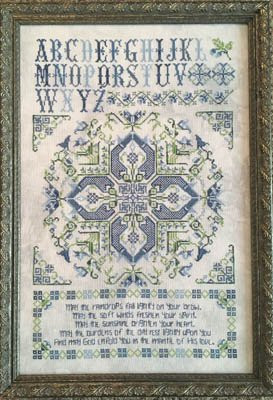 ABCDEFGHIJKL
MNOPQRSTUV
WXYZ
May the raindrops fall lightly on your brow,
May the soft winds freshen your spirit,
May the sunshine brighten your heart,
May the burdens of the day rest lightly upon you
And may God enfold you in the mantle of His love.